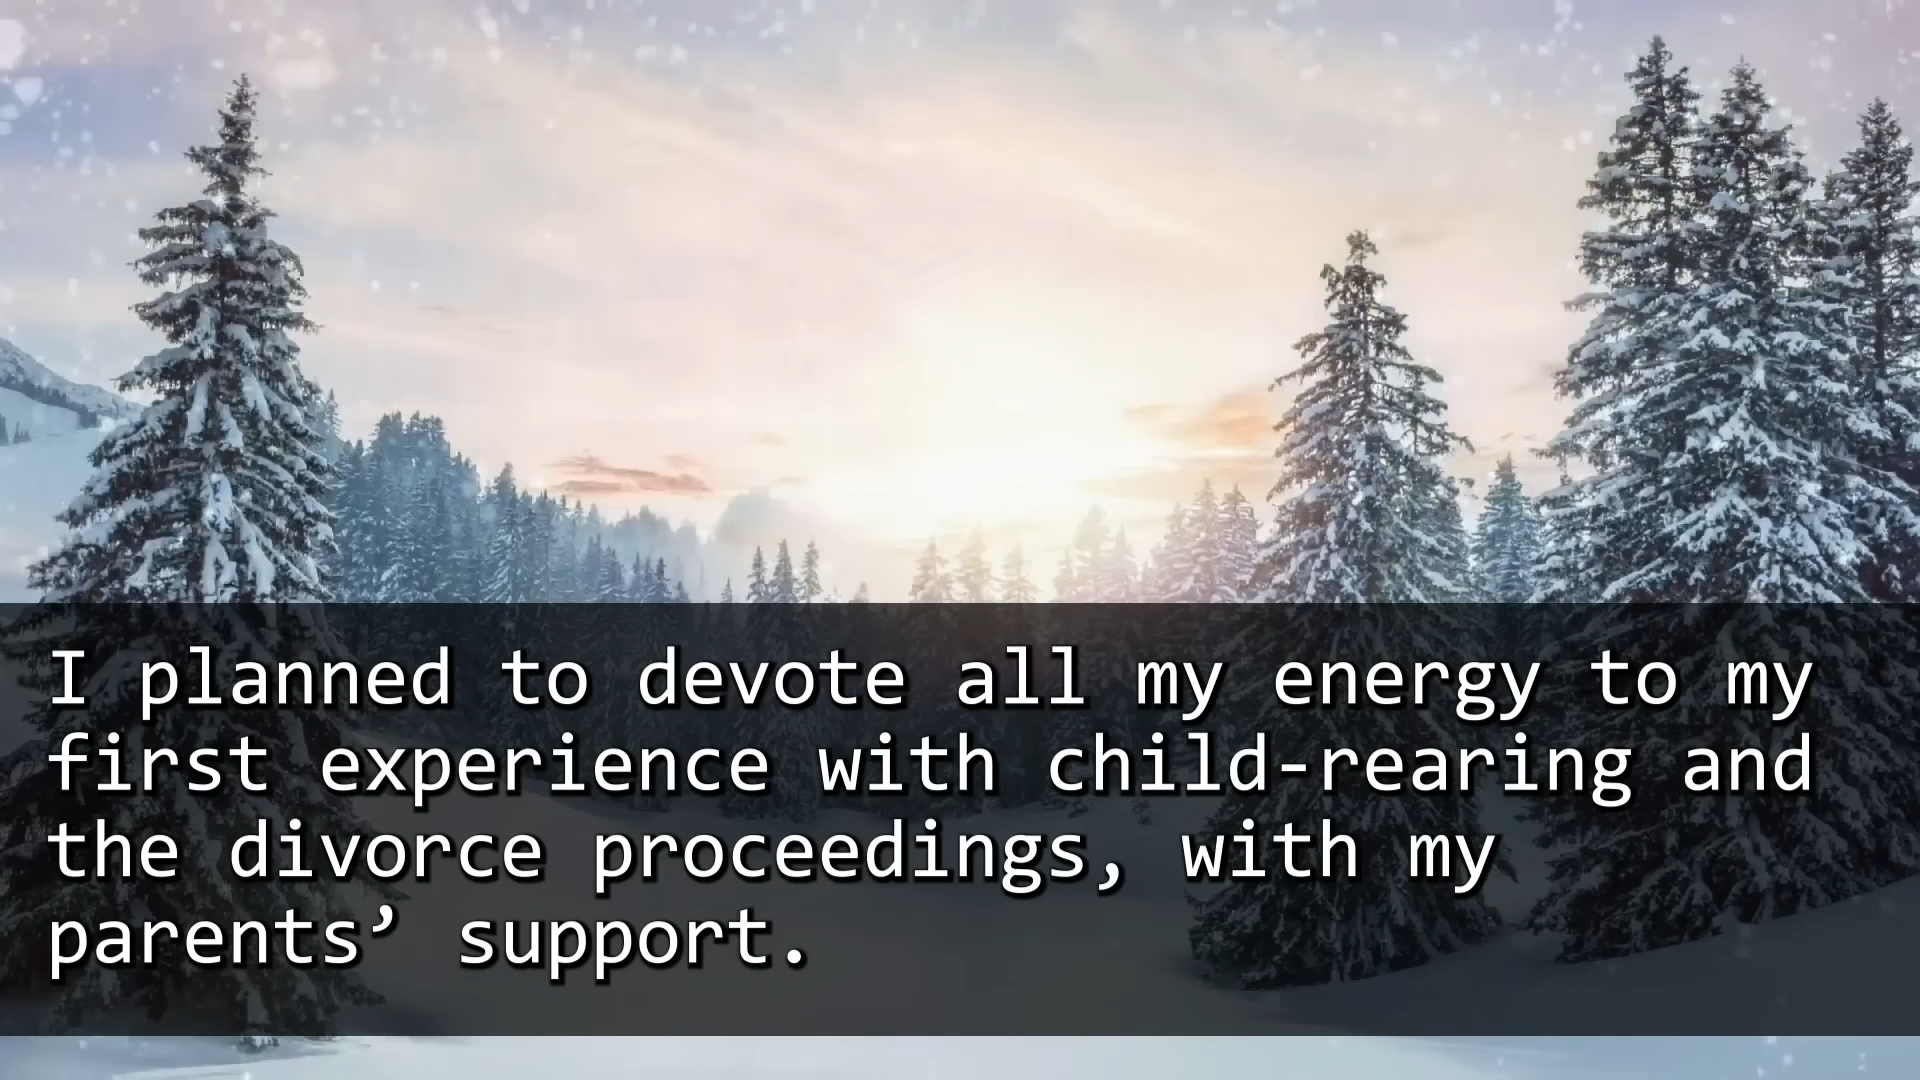 I planned to devote all my energy to my
first experience with child-rearing and
the divorce proceedings, with my
parents’ support.